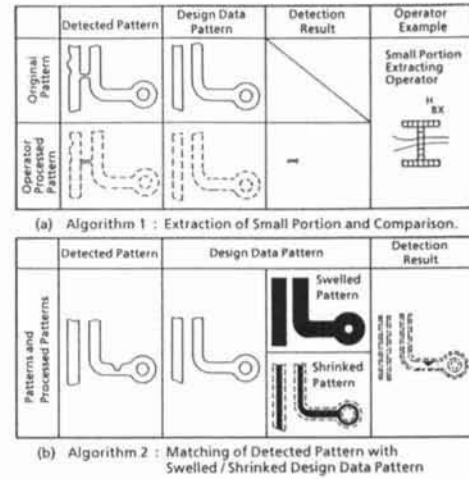 Detected Pattern
Design Data
Pattern
Detection
Result
Operator
Example
Original
Pattern
Small Portion
Extracting
Operator
H
BX
Operator
Processed
Pattern
(a) Algorithm 1 : Extraction of Small Portion and Comparison.
Detected Pattern
Design Data Pattern
Detection
Result
Patterns and
Processed Patterns
Swelled
Pattern
Shrinked
Pattern
(b) Algorithm 2 : Matching of Detected Pattern with
Swelled / Shrinked Design Data Pattern